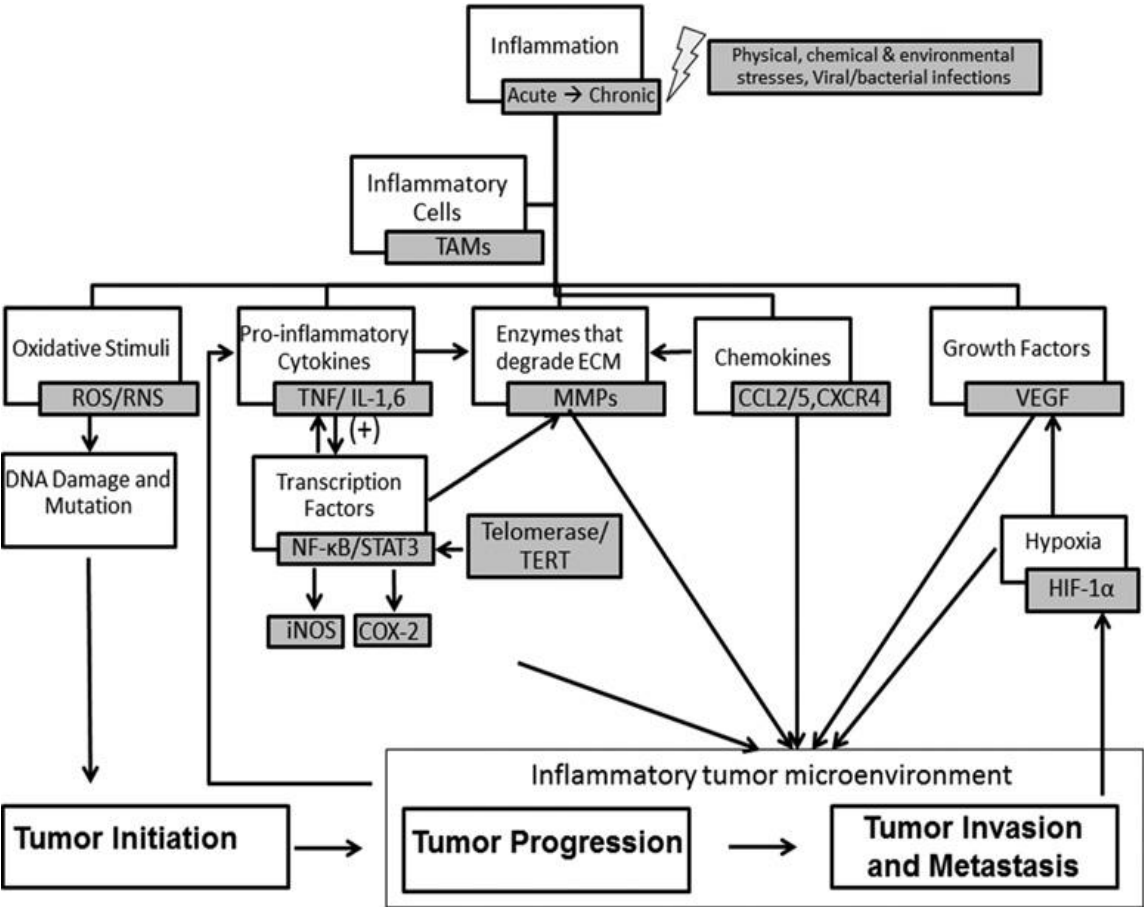 Inflammation
Acute → Chronic
Physical, chemical & environmental
stresses, Viral/bacterial infections
Inflammatory
Cells
TAMs
Oxidative Stimuli
ROS/RNS
Pro-inflammatory
Cytokines
TNF/ IL-1,6
(+)
Enzymes that
degrade ECM
MMPs
Chemokines
CCL2/5,CXCR4
Growth Factors
VEGF
DNA Damage and
Mutation
Transcription
Factors
NF-κB/STAT3
Telomerase/
TERT
Hypoxia
HIF-1α
iNOS
COX-2
Inflammatory tumor microenvironment
Tumor Initiation
Tumor Progression
Tumor Invasion
and Metastasis